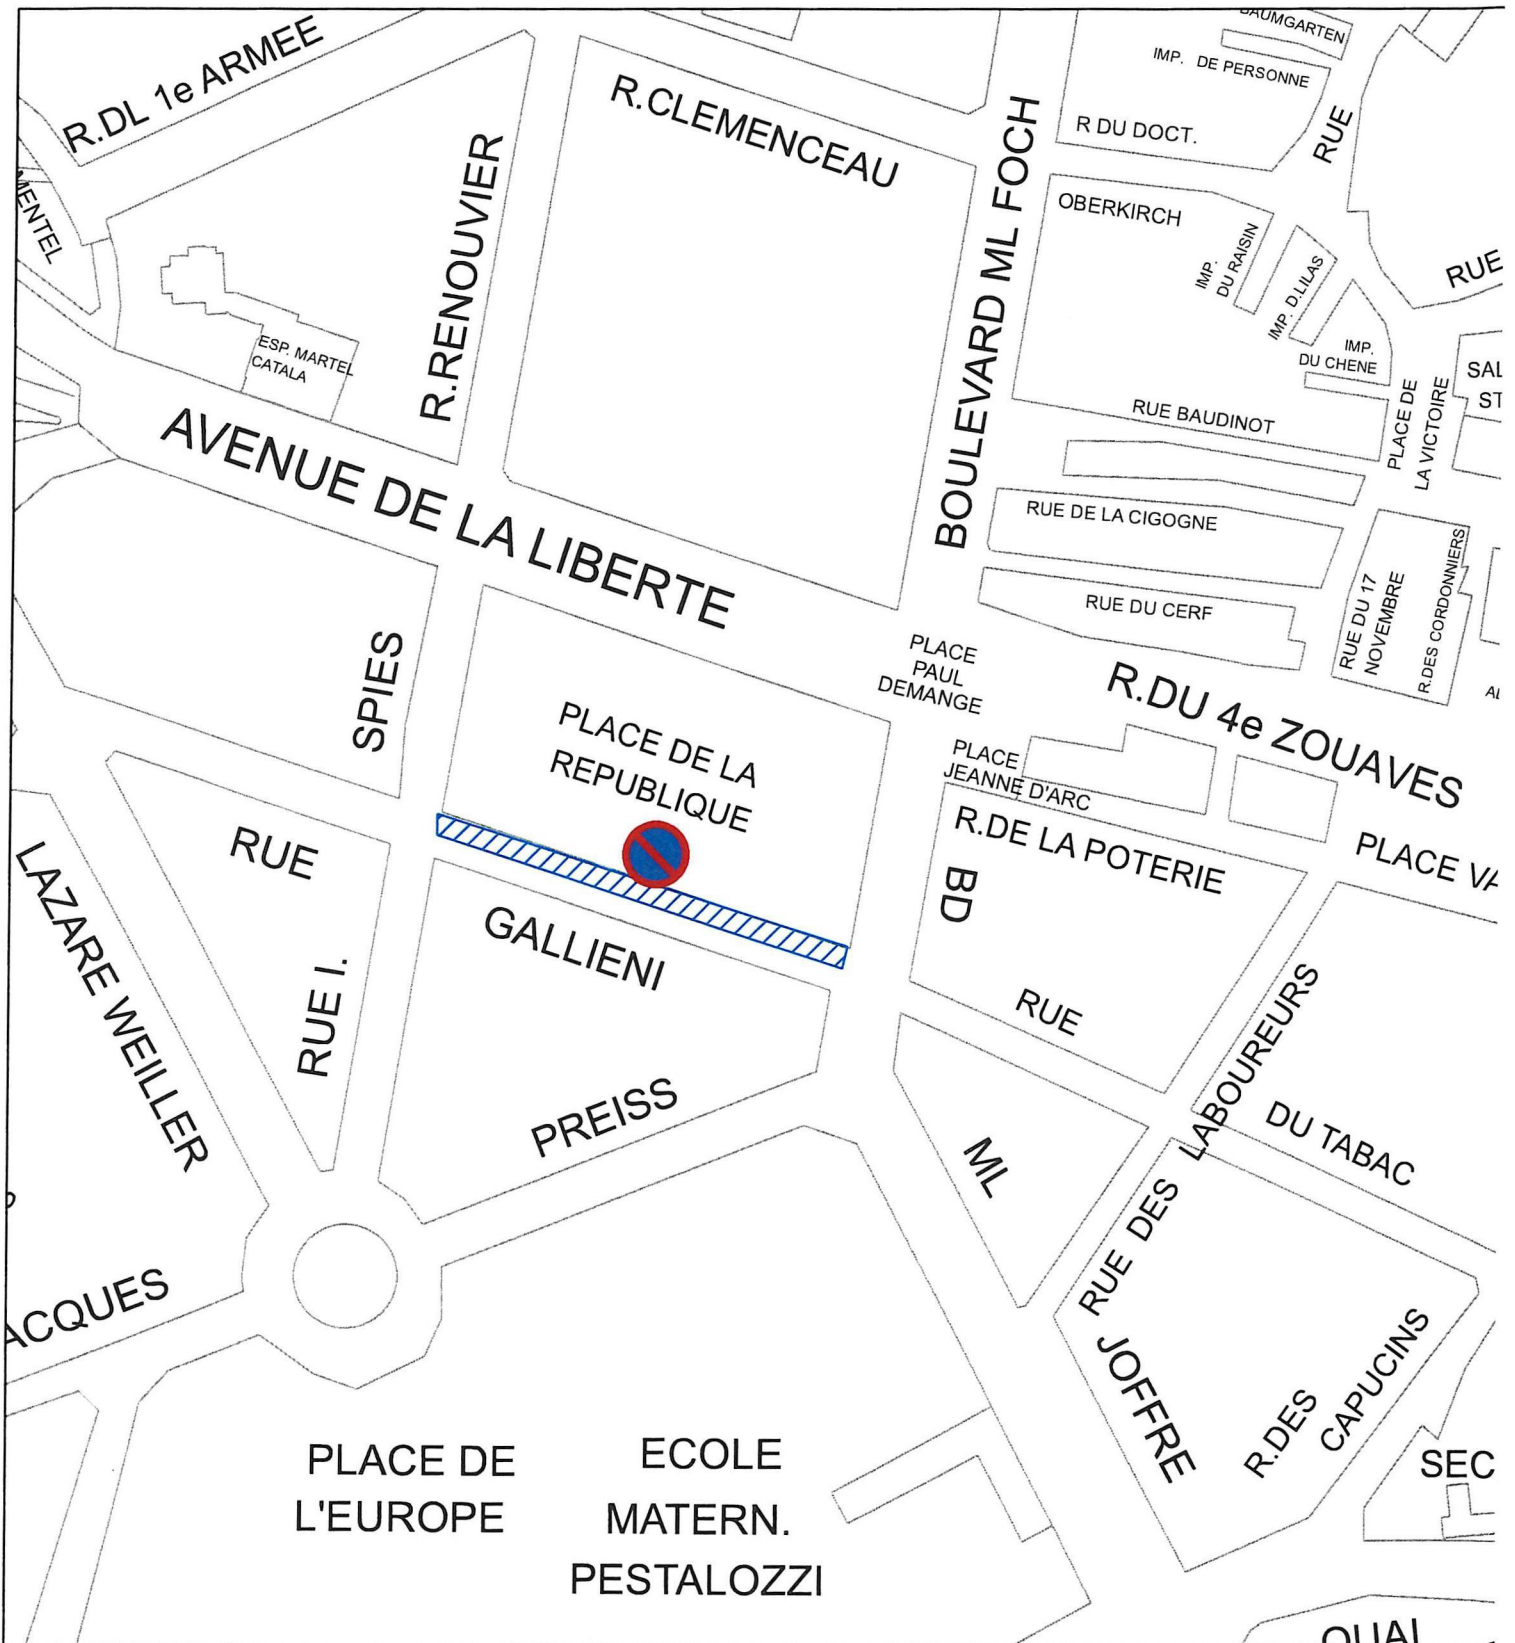 BAUMGARTEN
R.DL 1e ARMEE
IMP. DE PERSONNE
R.CLEMENCEAU
R DU DOCT.
RUE
R.RENOUVIER
BOULEVARD ML FOCH
MENTEL
OBERKIRCH
IMP.
DU RAISIN
IMP. D.LILAS
RUE
ESP. MARTEL
CATALA
IMP.
DU CHENE
SAL
ST
PLACE DE
LA VICTOIRE
RUE BAUDINOT
AVENUE DE LA LIBERTE
RUE DE LA CIGOGNE
RUE DU CERF
RUE DU 17
NOVEMBRE
R.DES CORDONNIERS
SPIES
PLACE
PAUL
DEMANGE
R.DU 4e ZOUAVES
AL
PLACE DE LA
REPUBLIQUE
PLACE
JEANNE D'ARC
R.DE LA POTERIE
PLACE VA
RUE
BD
LAZARE WEILLER
GALLIENI
RUE I.
RUE
LABOUREURS
PREISS
DU TABAC
ML
RUE DES
ACQUES
JOFFRE
R.DES
CAPUCINS
PLACE DE
L'EUROPE
ECOLE
MATERN.
PESTALOZZI
SEC
QUAI